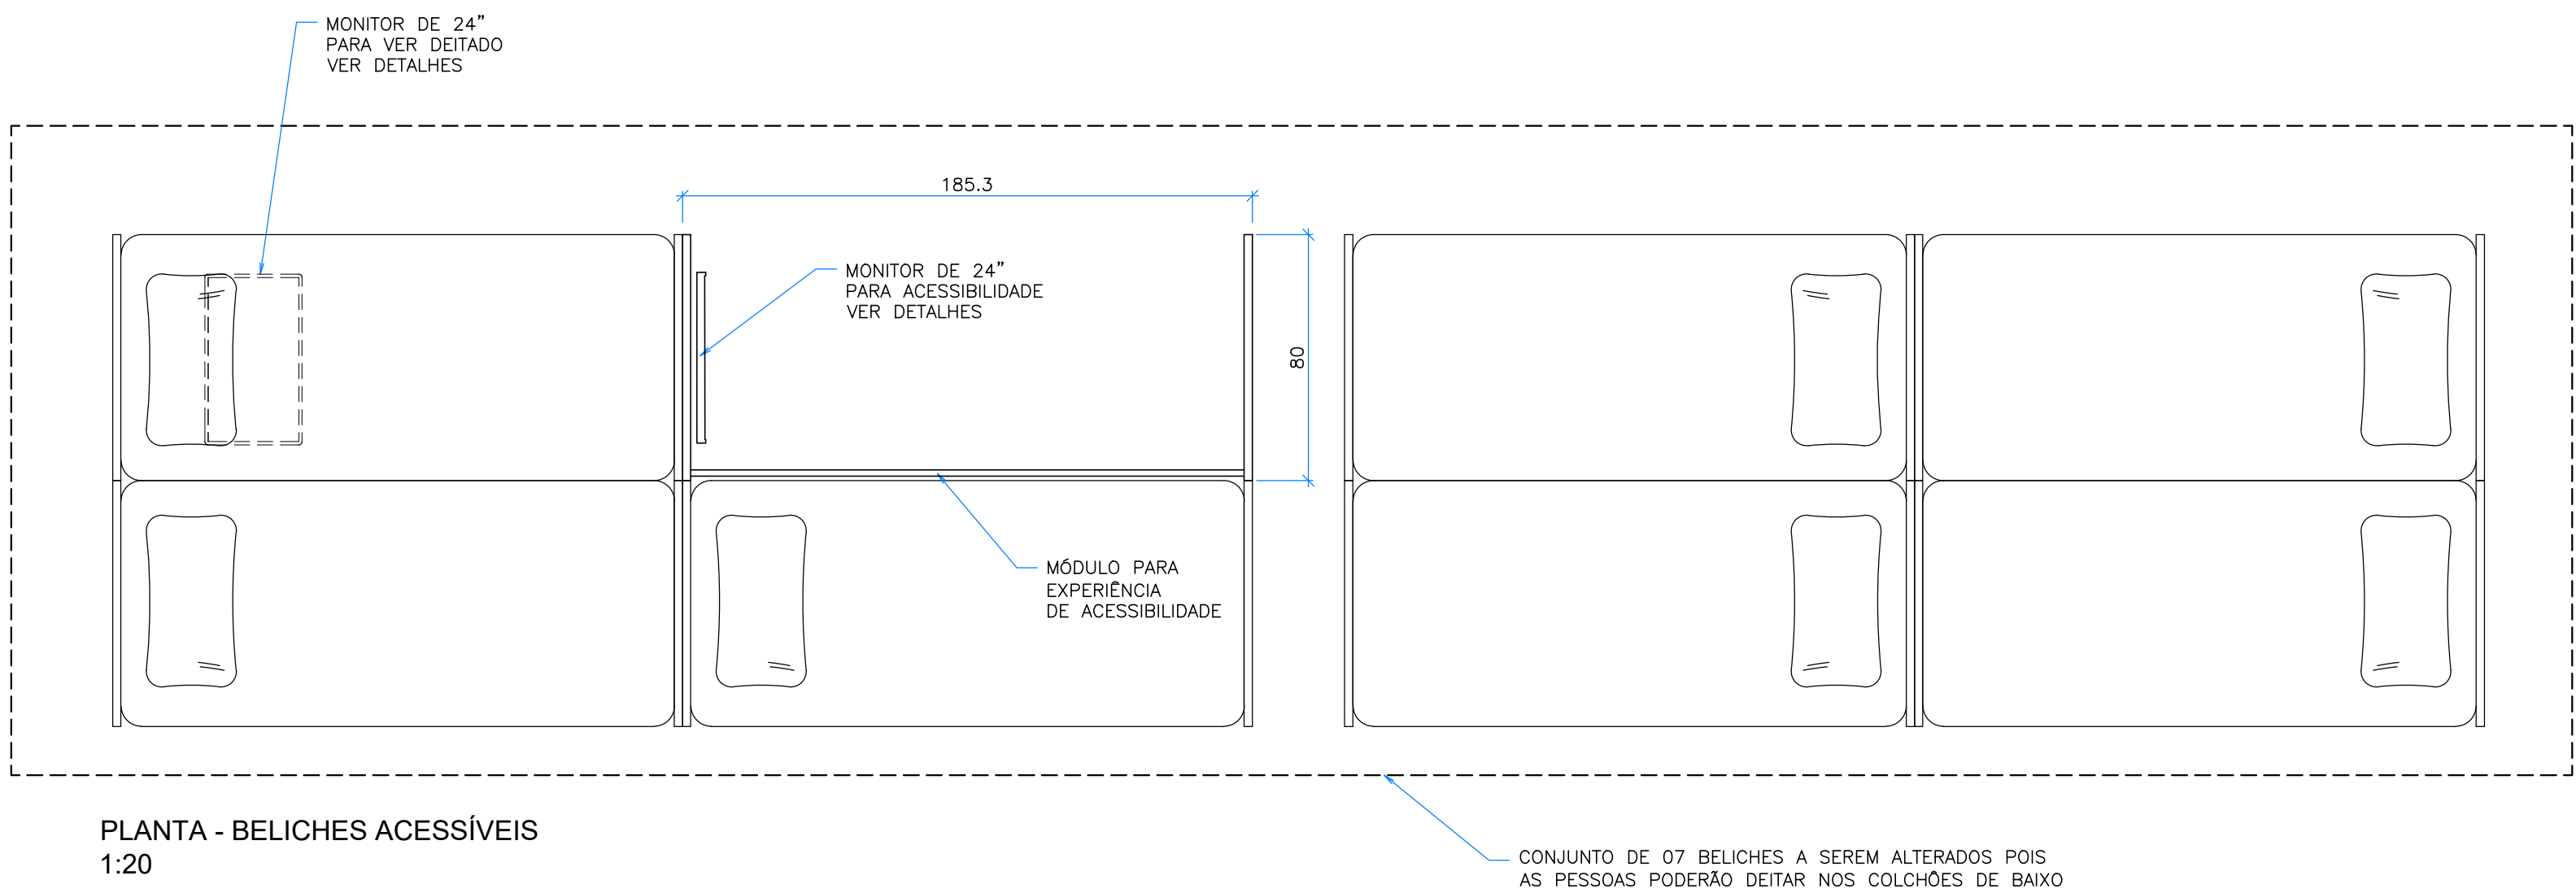 MONITOR DE 24”
PARA VER DEITADO
VER DETALHES
185.3
MONITOR DE 24”
PARA ACESSIBILIDADE
VER DETALHES
80
MÓDULO PARA
EXPERIÊNCIA
DE ACESSIBILIDADE
PLANTA - BELICHES ACESSÍVEIS
1:20
CONJUNTO DE 07 BELICHES A SEREM ALTERADOS POIS
AS PESSOAS PODERÃO DEITAR NOS COLCHÕES DE BAIXO